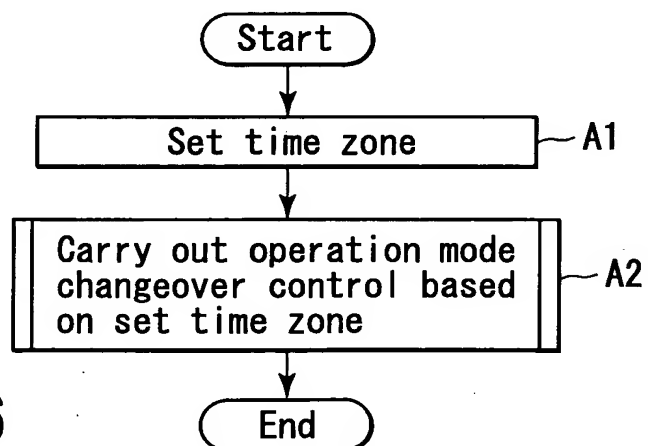 Start
Set time zone
A1
Carry out operation mode
changeover control based
on set time zone
A2
End